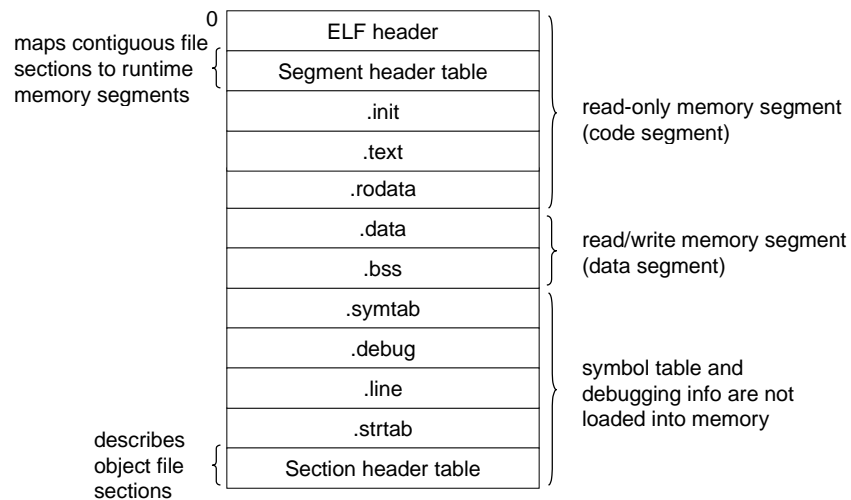 0
ELF header
maps contiguous file
sections to runtime
memory segments
Segment header table
.init
.text
.rodata
read-only memory segment
(code segment)
.data
.bss
read/write memory segment
(data segment)
.symtab
.debug
.line
.strtab
symbol table and
debugging info are not
loaded into memory
describes
object file
sections
Section header table